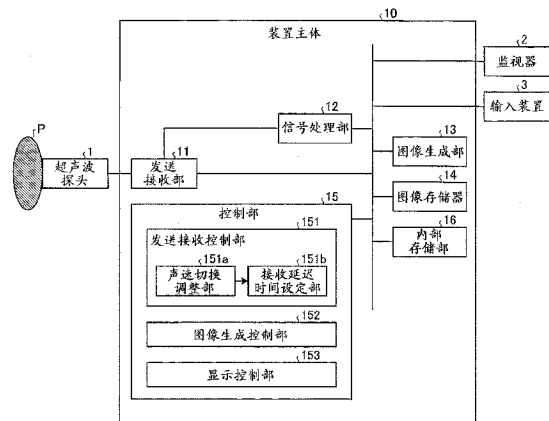 10
装置主体
2
监视器
3
输入装置
P
1
超声波
探头
11
发送
接收部
12
信号处理部
13
图像生成部
14
图像存储器
16
内部
存储部
15
控制部
151
发送接收控制部
151a
声速切换
调整部
151b
接收延迟
时间设定部
152
图像生成控制部
153
显示控制部